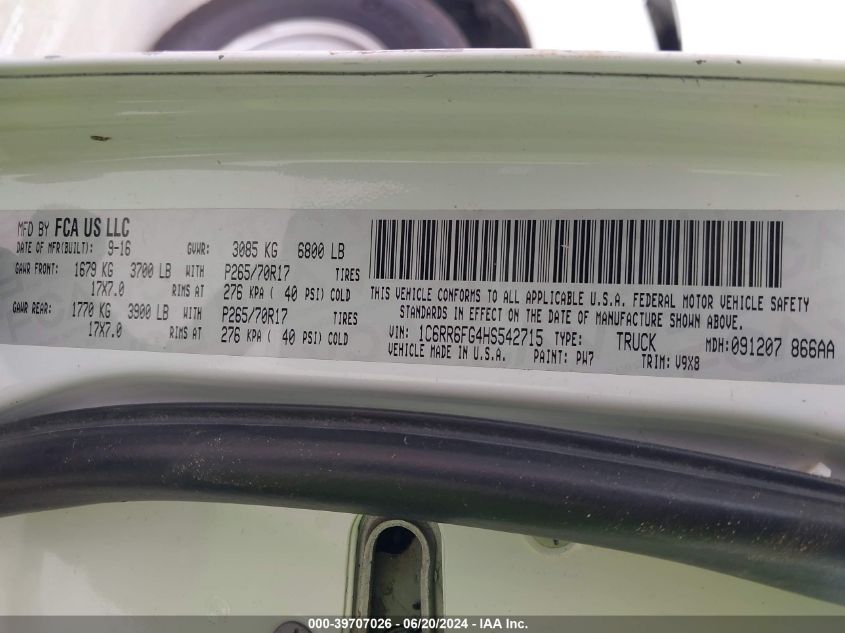 MFD BY FCA US LLC
DATE OF MFR(BUILT): 9-16 GVWR: 3085 KG 6800 LB
GAWR FRONT: 1679 KG 3700 LB WITH P265/70R17 TIRES
17X7.0 RIMS AT 276 KPA ( 40 PSI) COLD
GAWR REAR: 1770 KG 3900 LB WITH P265/70R17 TIRES
17X7.0 RIMS AT 276 KPA ( 40 PSI) COLD
THIS VEHICLE CONFORMS TO ALL APPLICABLE U.S.A. FEDERAL MOTOR VEHICLE SAFETY
STANDARDS IN EFFECT ON THE DATE OF MANUFACTURE SHOWN ABOVE.
VIN: 1C6RR6FG4HS542715 TYPE: TRUCK MDH:091207 866AA
VEHICLE MADE IN U.S.A. PAINT: PW7 TRIM: V9X8
000-39707026 - 06/20/2024 - IAA Inc.